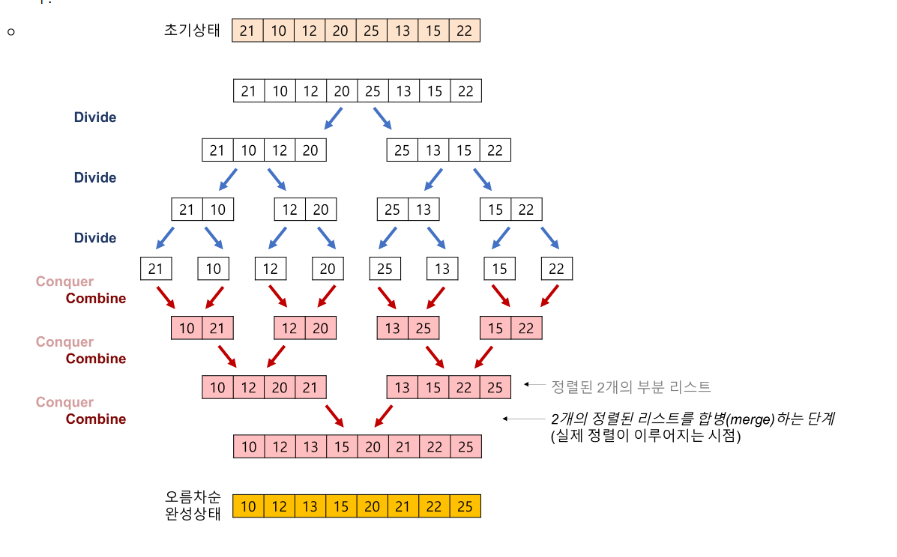 초기상태 21 10 12 20 25 13 15 22
21 10 12 20 25 13 15 22
Divide
21 10 12 20 25 13 15 22
Divide
21 10 12 20 25 13 15 22
Divide
21 10 12 20 25 13 15 22
Conquer
Combine
10 21 12 20 13 25 15 22
Conquer
Combine
10 12 20 21 13 15 22 25 정렬된 2개의 부분 리스트
Conquer
Combine
2개의 정렬된 리스트를 합병(merge)하는 단계
(실제 정렬이 이루어지는 시점)
10 12 13 15 20 21 22 25
오름차순
완성상태 10 12 13 15 20 21 22 25